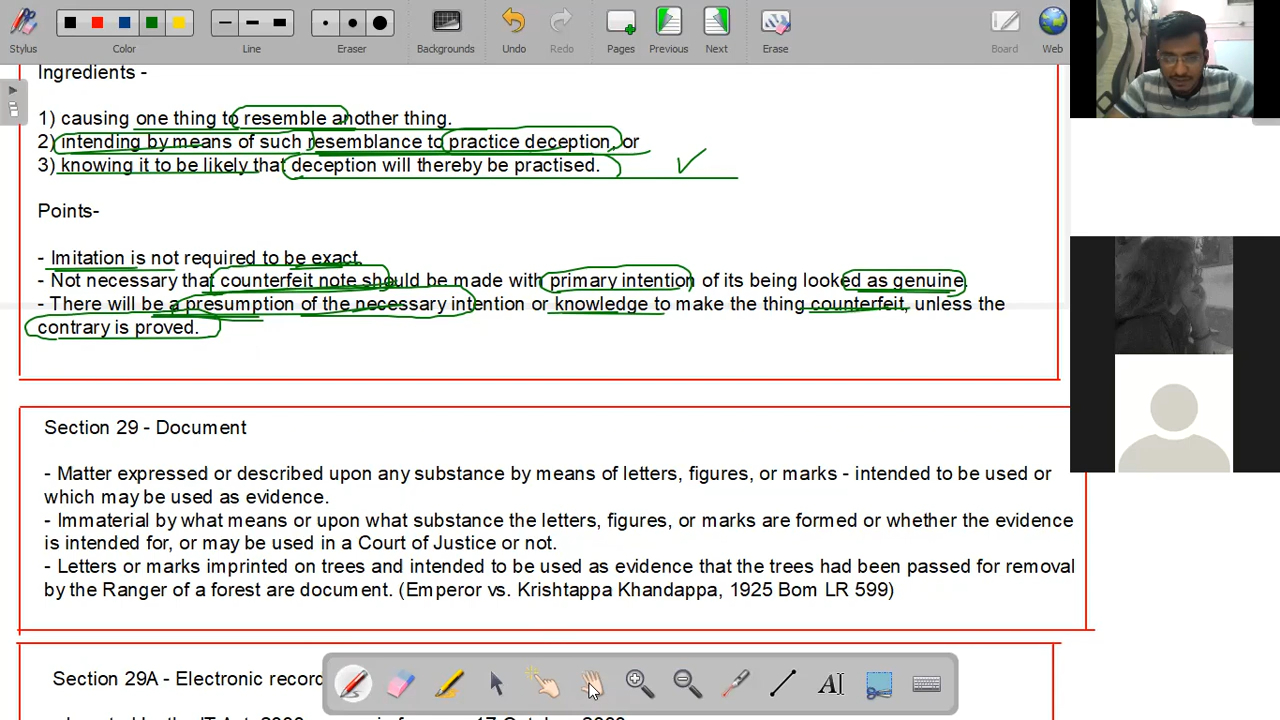 Stylus
Color
Line
Eraser
Backgrounds
Undo
Redo
Pages
Previous
Next
Erase
Board
Web
Ingredients -
1) causing one thing to resemble another thing.
2) intending by means of such resemblance to practice deception, or
3) knowing it to be likely that deception will thereby be practised.
Points-
- Imitation is not required to be exact.
- Not necessary that counterfeit note should be made with primary intention of its being looked as genuine.
- There will be a presumption of the necessary intention or knowledge to make the thing counterfeit, unless the
contrary is proved.
Section 29 - Document
- Matter expressed or described upon any substance by means of letters, figures, or marks - intended to be used or
which may be used as evidence.
- Immaterial by what means or upon what substance the letters, figures, or marks are formed or whether the evidence
is intended for, or may be used in a Court of Justice or not.
- Letters or marks imprinted on trees and intended to be used as evidence that the trees had been passed for removal
by the Ranger of a forest are document. (Emperor vs. Krishtappa Khandappa, 1925 Bom LR 599)
Section 29A - Electronic record